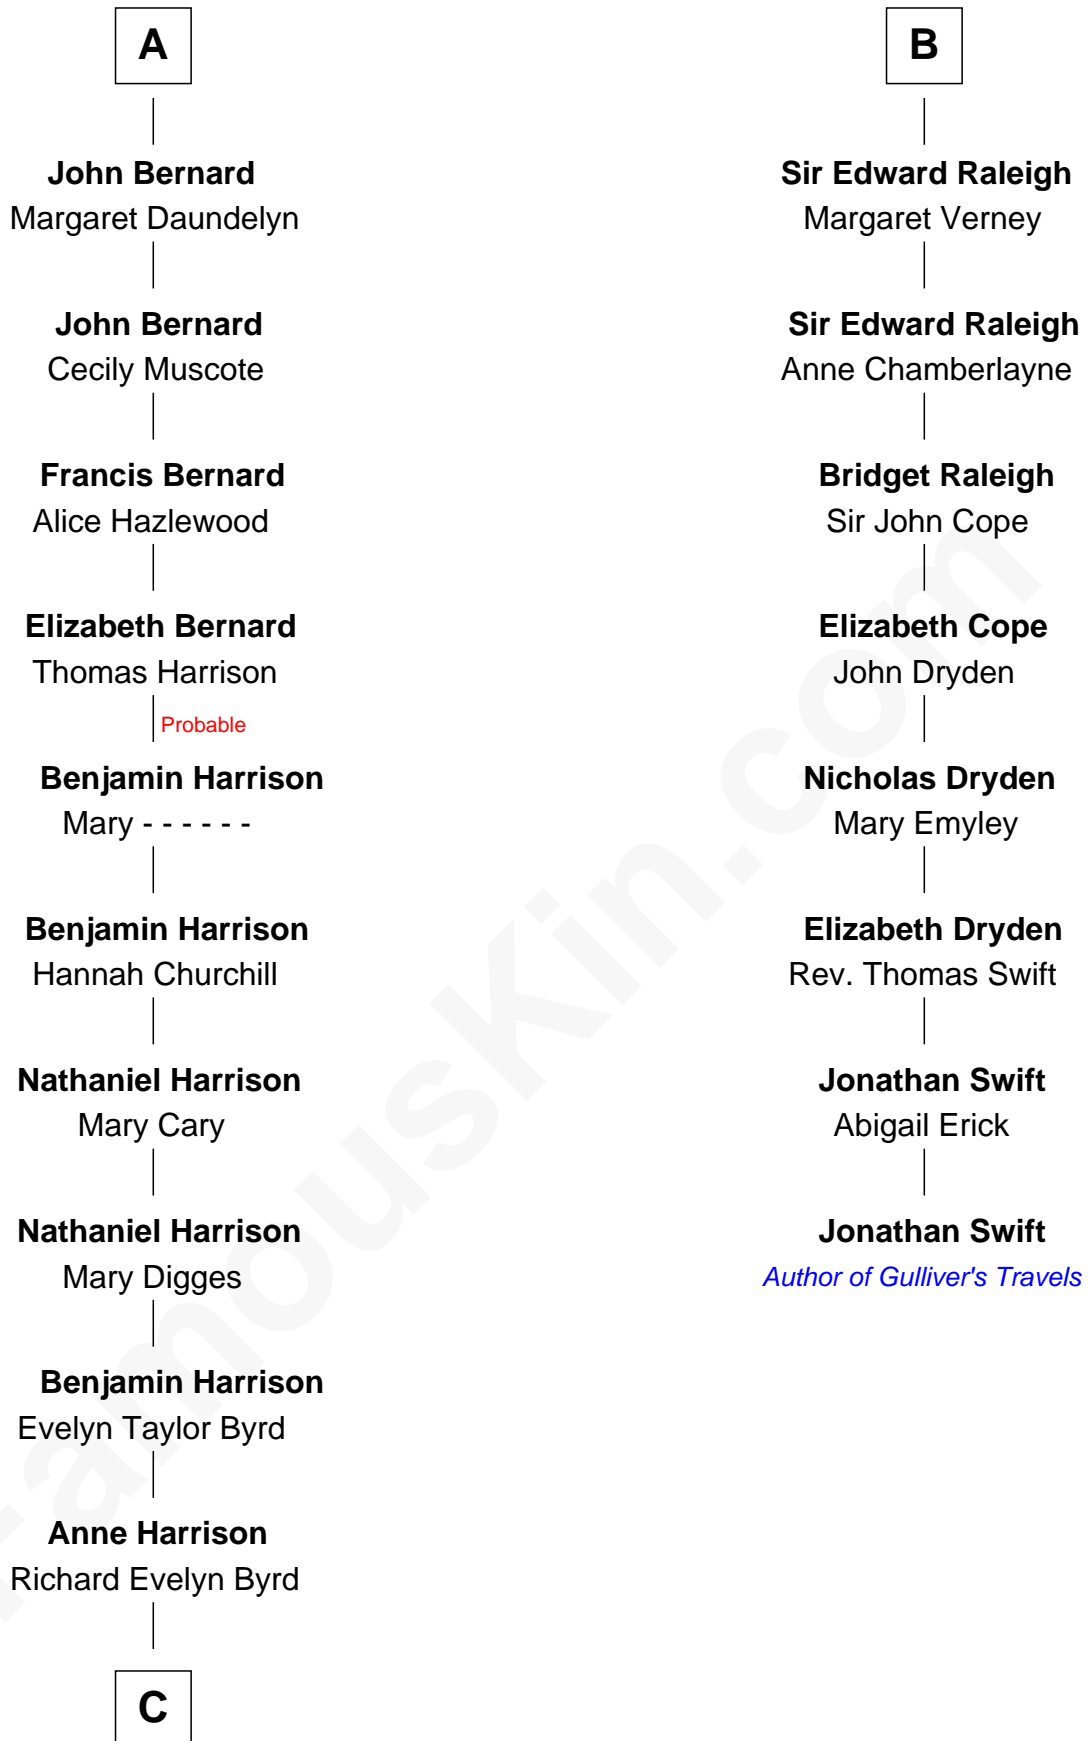 A
John Bernard
Margaret Daundelyn
John Bernard
Cecily Muscote
Francis Bernard
Alice Hazlewood
Elizabeth Bernard
Thomas Harrison
Probable
Benjamin Harrison
Mary - - - - - -
Benjamin Harrison
Hannah Churchill
Nathaniel Harrison
Mary Cary
Nathaniel Harrison
Mary Digges
Benjamin Harrison
Evelyn Taylor Byrd
Anne Harrison
Richard Evelyn Byrd
C
B
Sir Edward Raleigh
Margaret Verney
Sir Edward Raleigh
Anne Chamberlayne
Bridget Raleigh
Sir John Cope
Elizabeth Cope
John Dryden
Nicholas Dryden
Mary Emyley
Elizabeth Dryden
Rev. Thomas Swift
Jonathan Swift
Abigail Erick
Jonathan Swift
Author of Gulliver's Travels
FamousKin.com